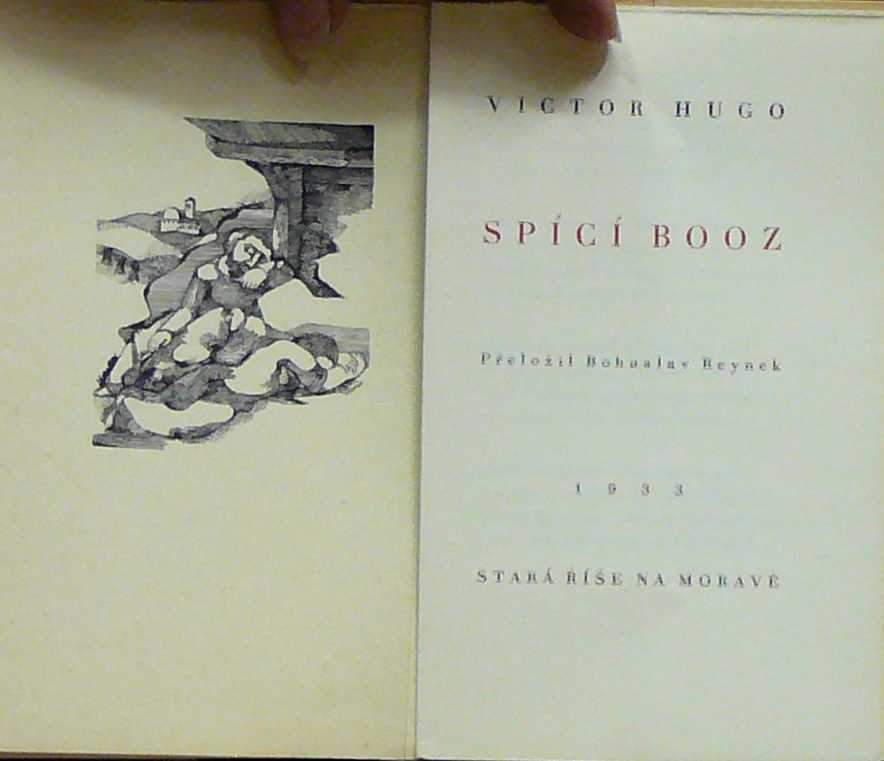 VICTOR HUGO
SPÍCÍ BOOZ
Přeložil Bohuslav Reynek
1933
STARÁ ŘÍŠE NA MORAVĚ